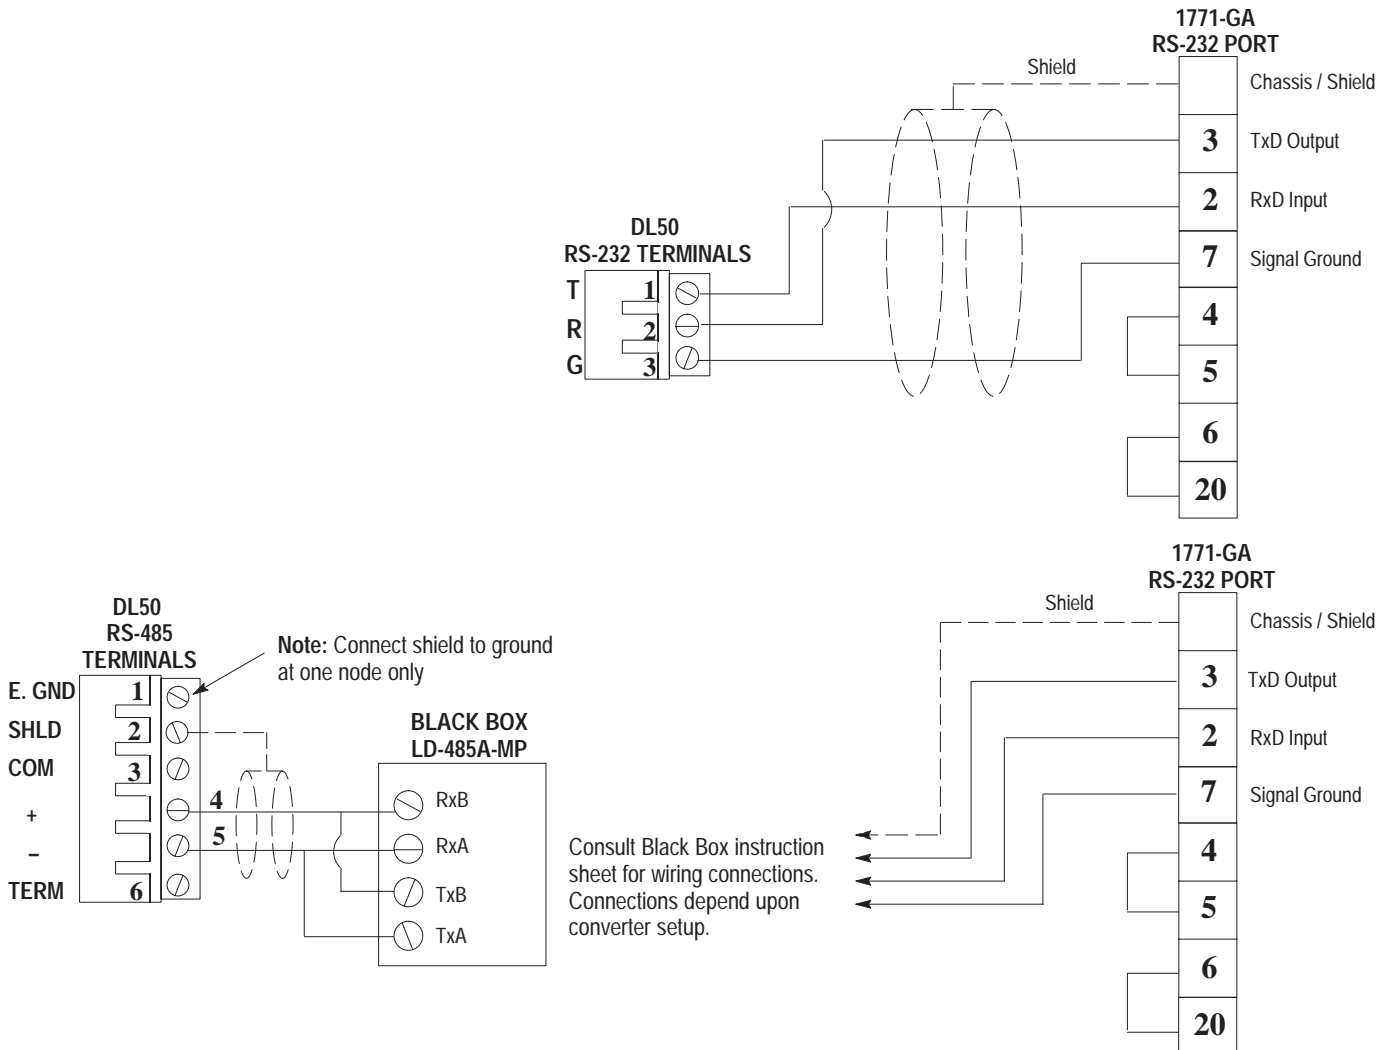 1771-GA
RS-232 PORT
Shield
Chassis / Shield
3
TxD Output
2
RxD Input
7
Signal Ground
4
5
6
20
DL50
RS-232 TERMINALS
T
1
R
2
G
3
1771-GA
RS-232 PORT
Shield
Chassis / Shield
3
TxD Output
2
RxD Input
7
Signal Ground
4
5
6
20
DL50
RS-485
TERMINALS
Note: Connect shield to ground
at one node only
E. GND
1
SHLD
2
COM
3
+
4
–
5
TERM
6
BLACK BOX
LD-485A-MP
RxB
RxA
TxB
TxA
Consult Black Box instruction
sheet for wiring connections.
Connections depend upon
converter setup.